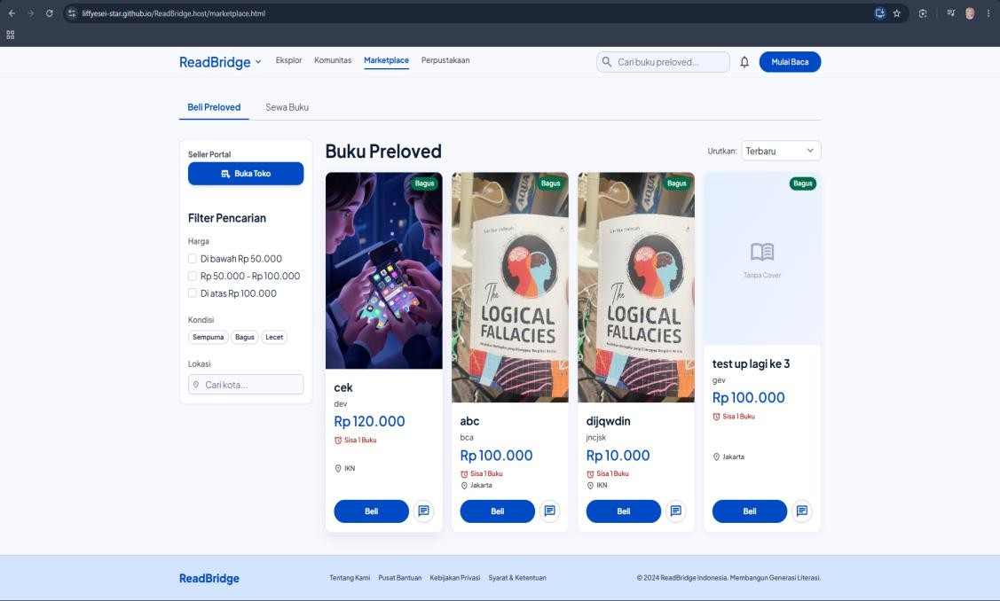 liffyesei-star.github.io/ReadBridge.host/marketplace.html
ReadBridge
Eksplor
Komunitas
Marketplace
Perpustakaan
Cari buku preloved...
Mulai Baca
Beli Preloved
Sewa Buku
Seller Portal
Buka Toko
Filter Pencarian
Harga
Di bawah Rp 50.000
Rp 50.000 - Rp 100.000
Di atas Rp 100.000
Kondisi
Sempurna
Bagus
Lecet
Lokasi
Cari kota...
Buku Preloved
Urutkan:
Terbaru
Bagus
cek
dev
Rp 120.000
Sisa 1 Buku
IKN
Beli
Bagus
AQUA
The
LOGICAL
FALLACIES
abc
bca
Rp 100.000
Sisa 1 Buku
Jakarta
Beli
Bagus
AQUA
The
LOGICAL
FALLACIES
dijqwdin
jncjsk
Rp 10.000
Sisa 1 Buku
IKN
Beli
Bagus
Tanpa Cover
test up lagi ke 3
gev
Rp 100.000
Sisa 1 Buku
Jakarta
Beli
ReadBridge
Tentang Kami
Pusat Bantuan
Kebijakan Privasi
Syarat & Ketentuan
© 2024 ReadBridge Indonesia. Membangun Generasi Literasi.